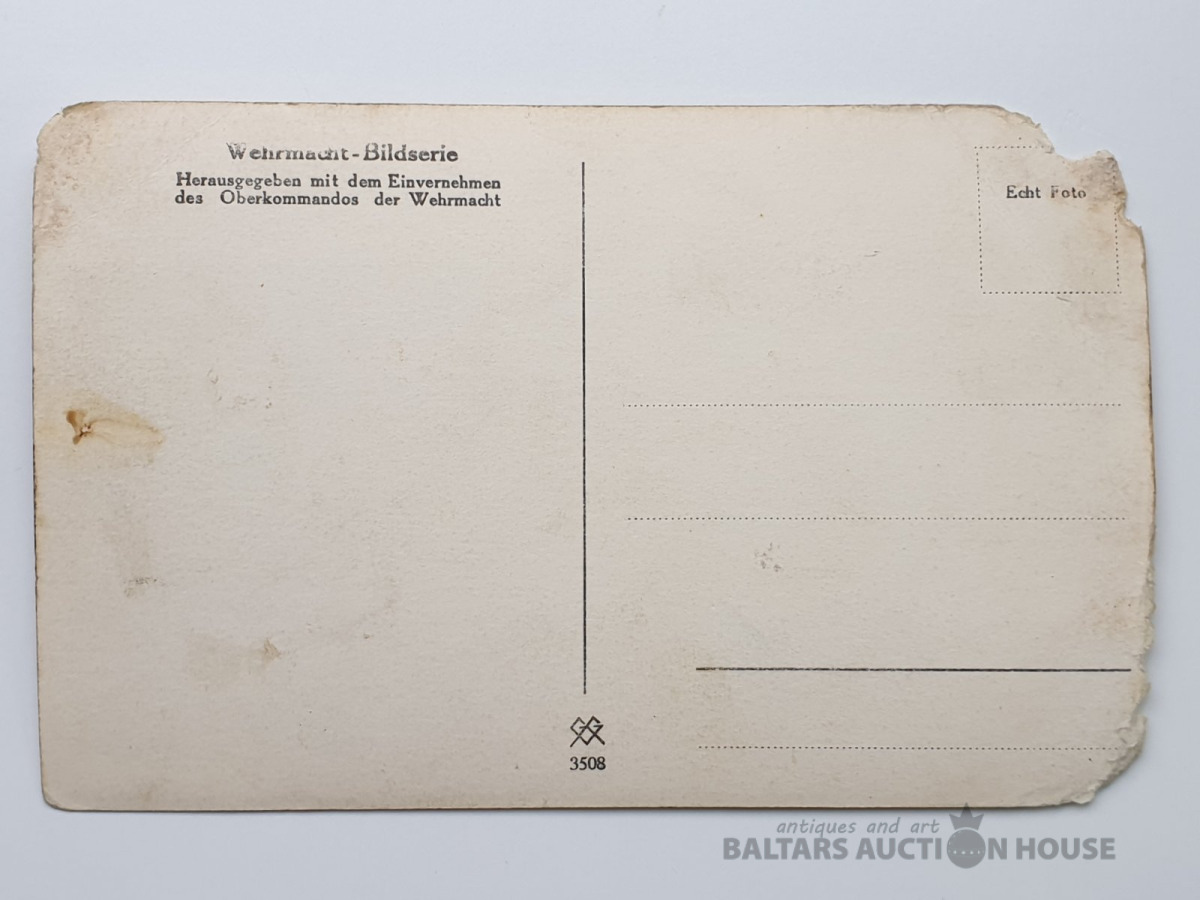 Wehrmacht-Bildserie
Herausgegeben mit dem Einvernehmen
des Oberkommandos der Wehrmacht
Echt Foto
3508
antiques and art
BALTARS AUCTION HOUSE